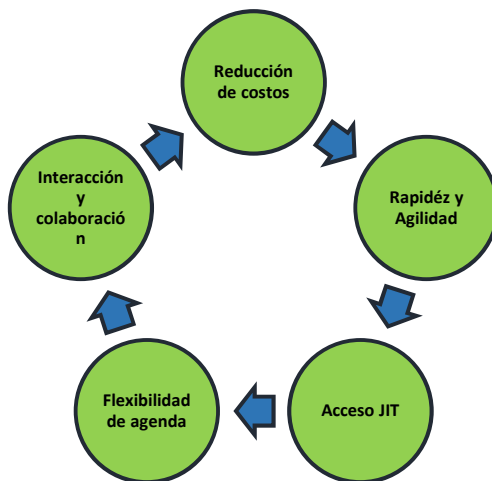 Reducción
de costos
Rapidéz y
Agilidad
Acceso JIT
Flexibilidad
de agenda
Interacción
y
colaboració
n